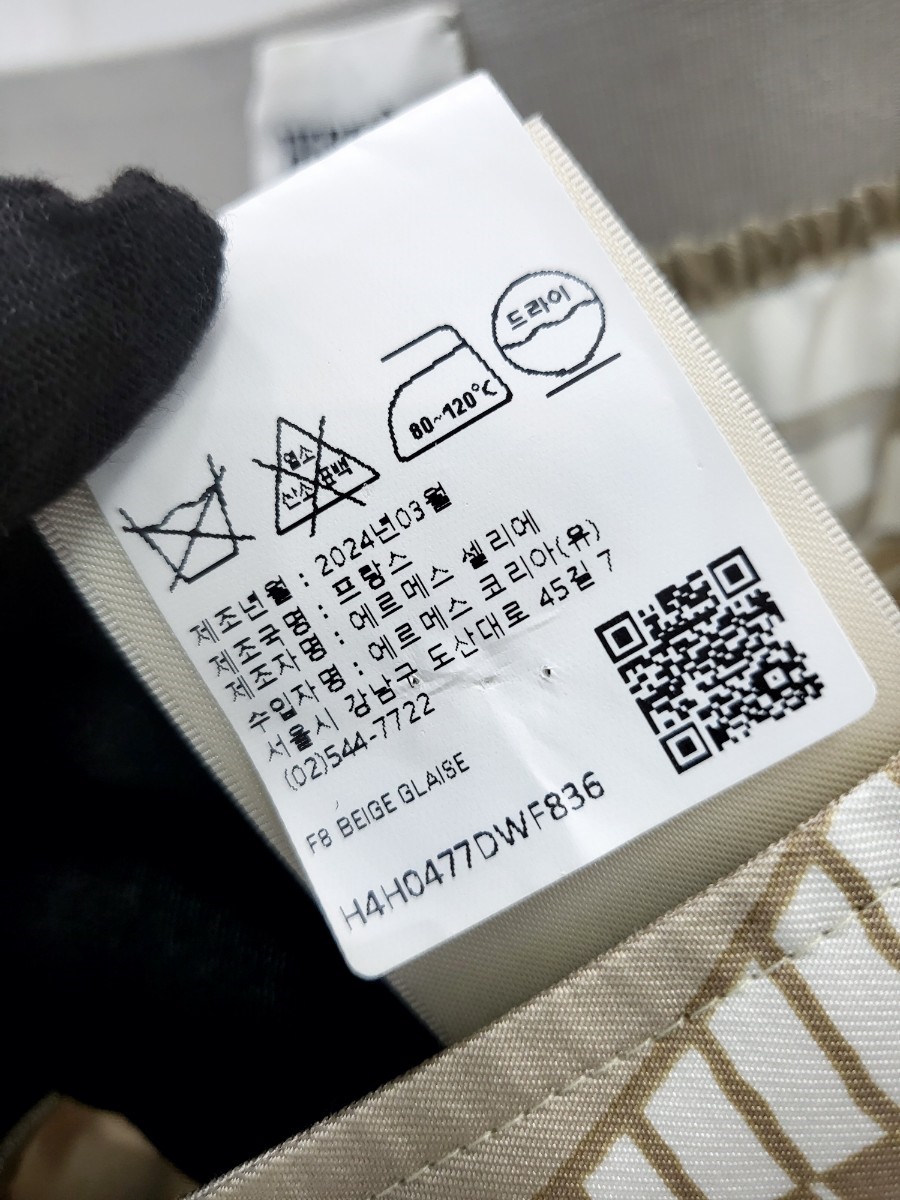 드라이
80~120℃
염소
산소 표백
제조년월 : 2024년03월
제조국명 : 프랑스
제조자명 : 에르메스 셀리에
수입자명 : 에르메스 코리아(유)
서울시 강남구 도산대로 45길 7
(02)544-7722
F8 BEIGE GLAISE
H4H0477DWF836